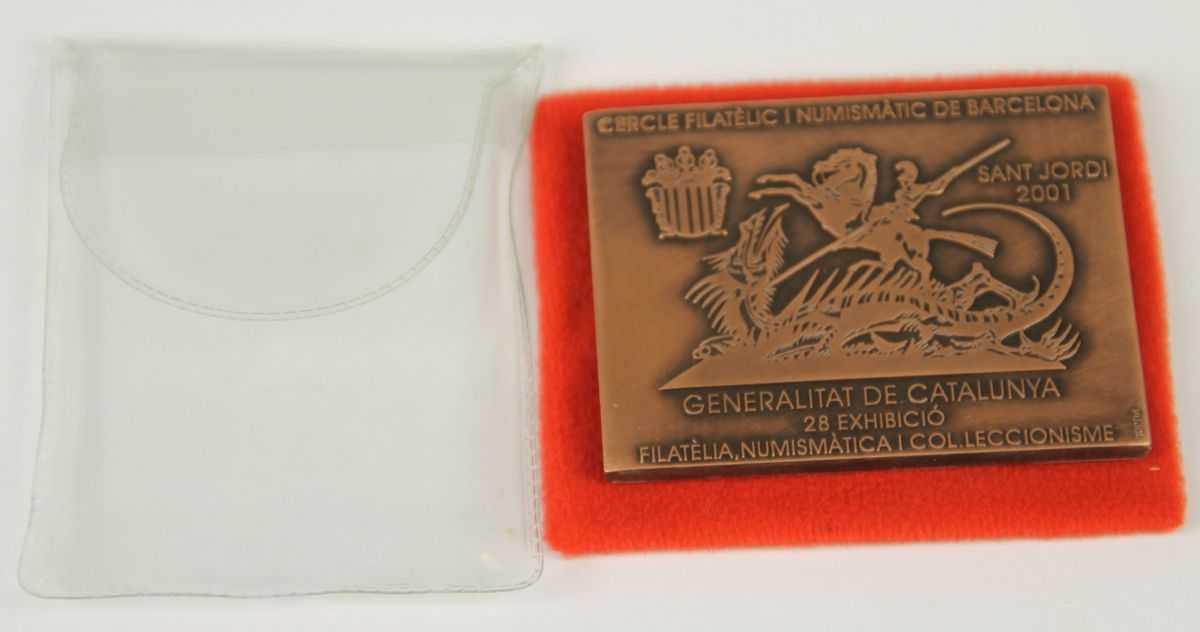 CERCLE FILATÈLIC I NUMISMÀTIC DE BARCELONA
SANT JORDI
2001
GENERALITAT DE CATALUNYA
28 EXHIBICIÓ
FILATÈLIA, NUMISMÀTICA I COL.LECCIONISME